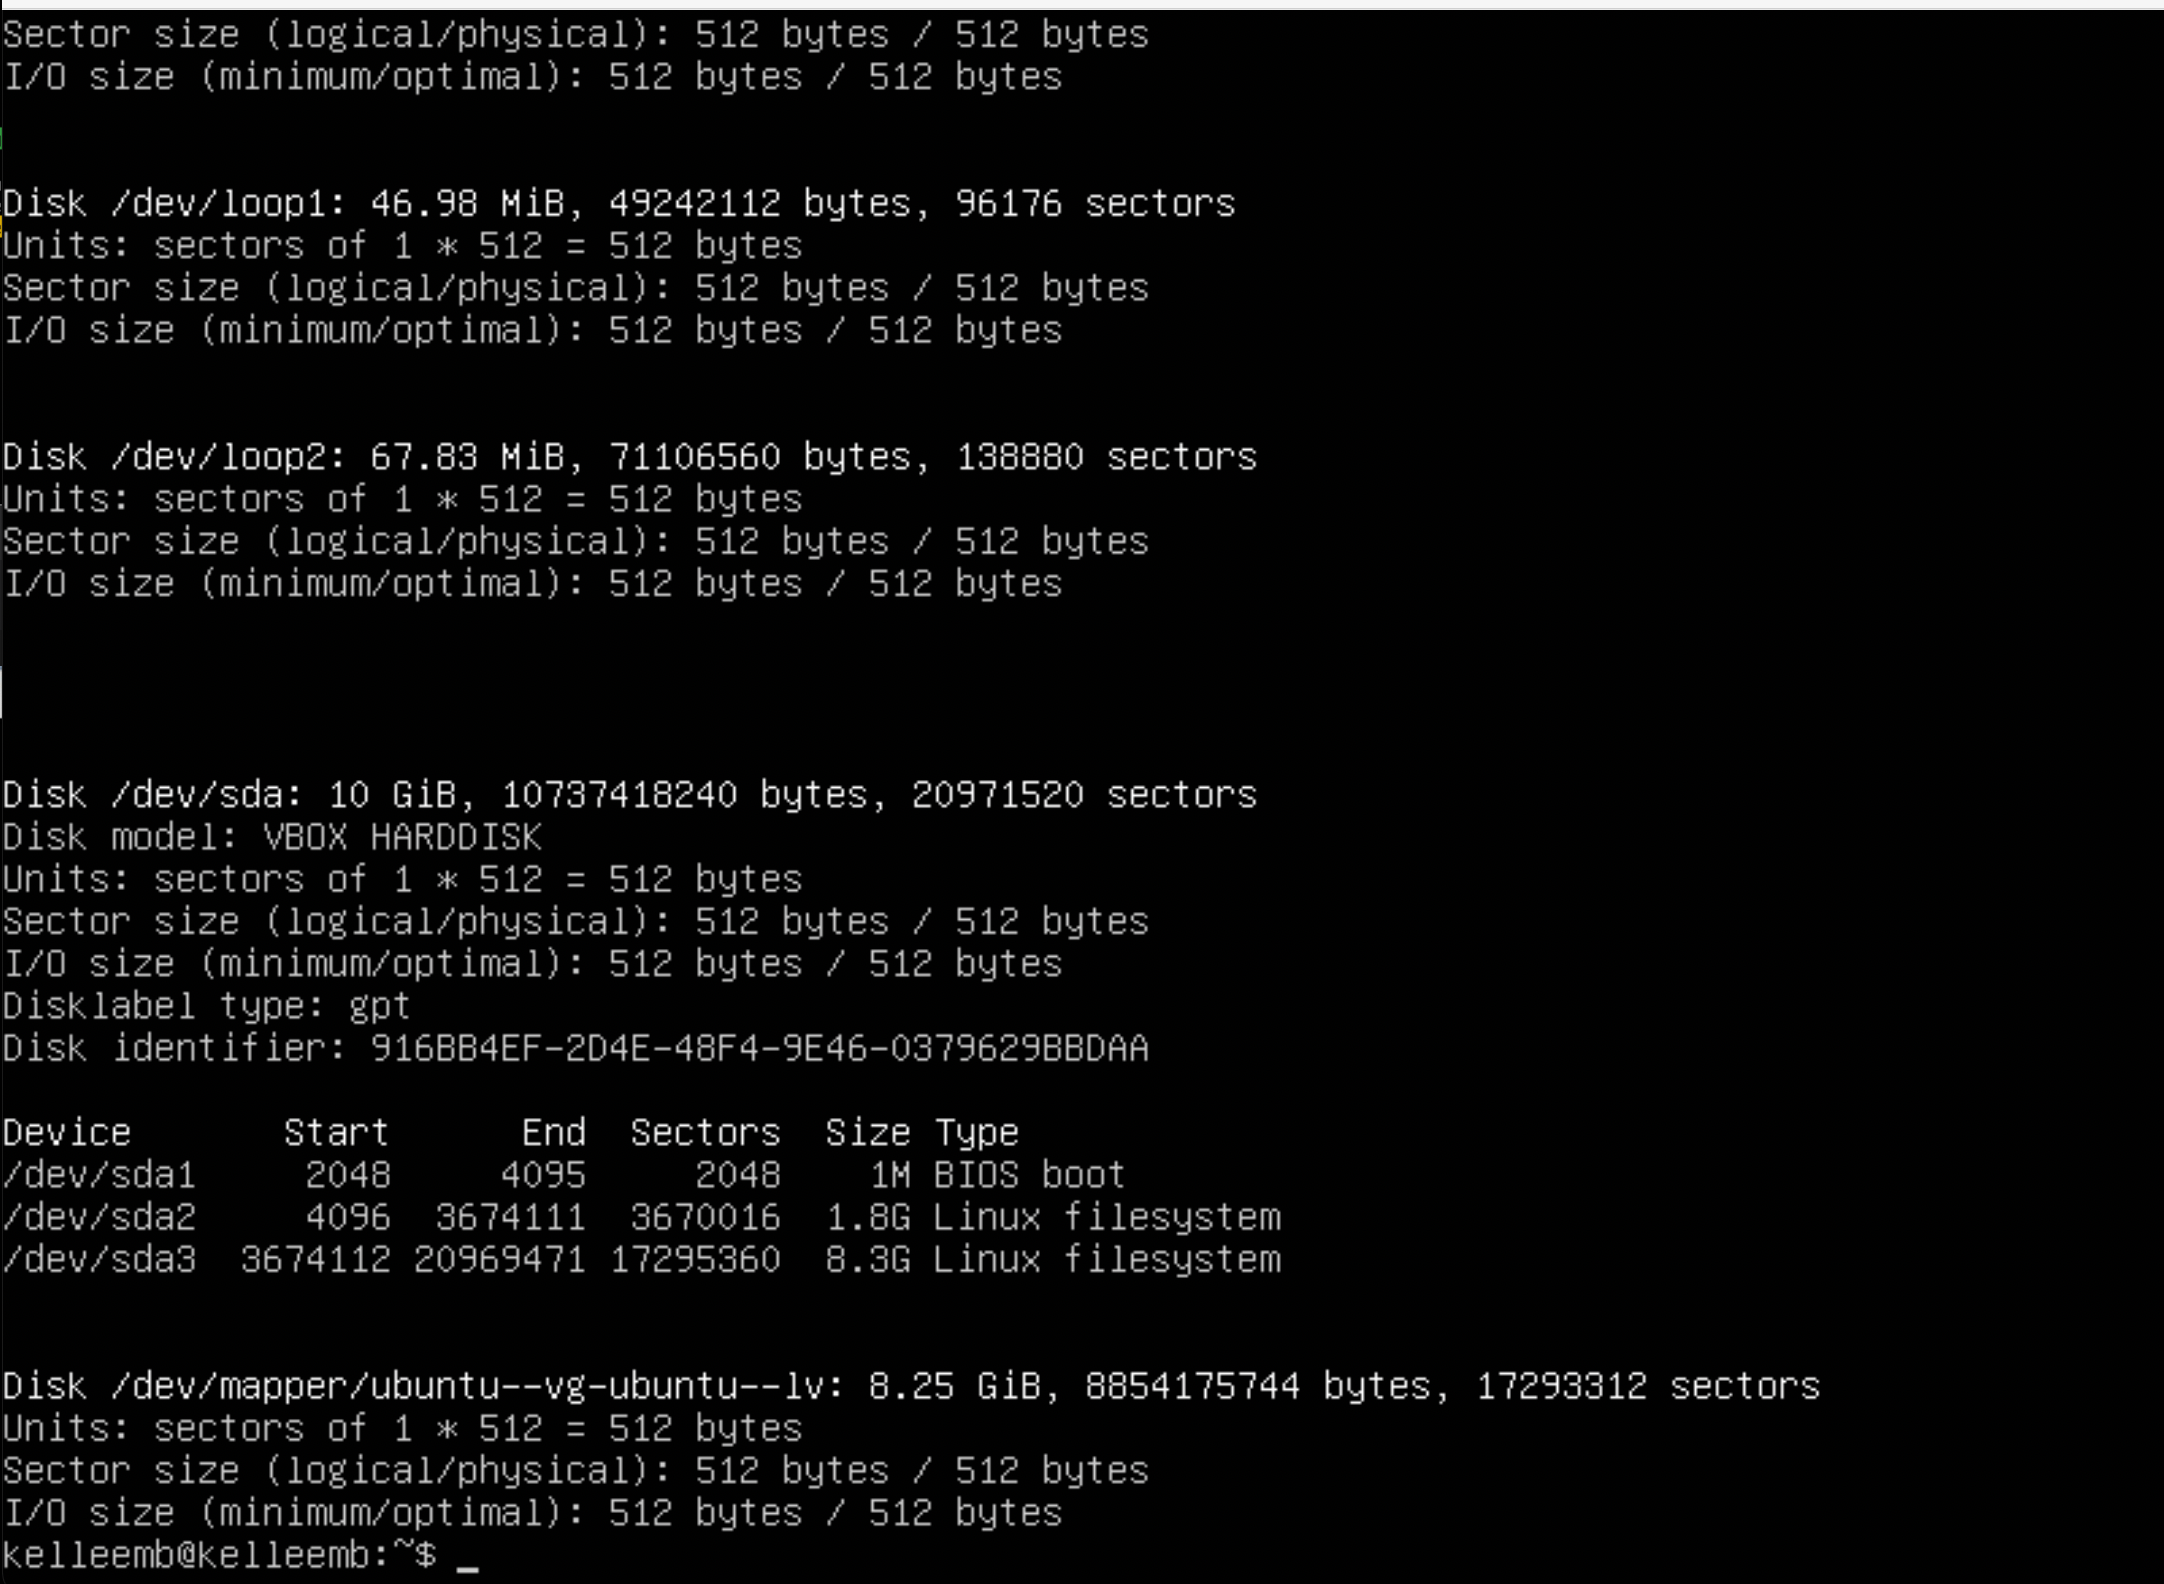 Sector size (logical/physical): 512 bytes / 512 bytes
I/O size (minimum/optimal): 512 bytes / 512 bytes
Disk /dev/loop1: 46.98 MiB, 49242112 bytes, 96176 sectors
Units: sectors of 1 * 512 = 512 bytes
Sector size (logical/physical): 512 bytes / 512 bytes
I/O size (minimum/optimal): 512 bytes / 512 bytes
Disk /dev/loop2: 67.83 MiB, 71106560 bytes, 138880 sectors
Units: sectors of 1 * 512 = 512 bytes
Sector size (logical/physical): 512 bytes / 512 bytes
I/O size (minimum/optimal): 512 bytes / 512 bytes
Disk /dev/sda: 10 GiB, 10737418240 bytes, 20971520 sectors
Disk model: VBOX HARDDISK
Units: sectors of 1 * 512 = 512 bytes
Sector size (logical/physical): 512 bytes / 512 bytes
I/O size (minimum/optimal): 512 bytes / 512 bytes
Disklabel type: gpt
Disk identifier: 916BB4EF-2D4E-48F4-9E46-0379629BBDAA
Device Start End Sectors Size Type
/dev/sda1 2048 4095 2048 1M BIOS boot
/dev/sda2 4096 3674111 3670016 1.8G Linux filesystem
/dev/sda3 3674112 20969471 17295360 8.3G Linux filesystem
Disk /dev/mapper/ubuntu--vg-ubuntu--lv: 8.25 GiB, 8854175744 bytes, 17293312 sectors
Units: sectors of 1 * 512 = 512 bytes
Sector size (logical/physical): 512 bytes / 512 bytes
I/O size (minimum/optimal): 512 bytes / 512 bytes
kelleemb@kelleemb:~$ _